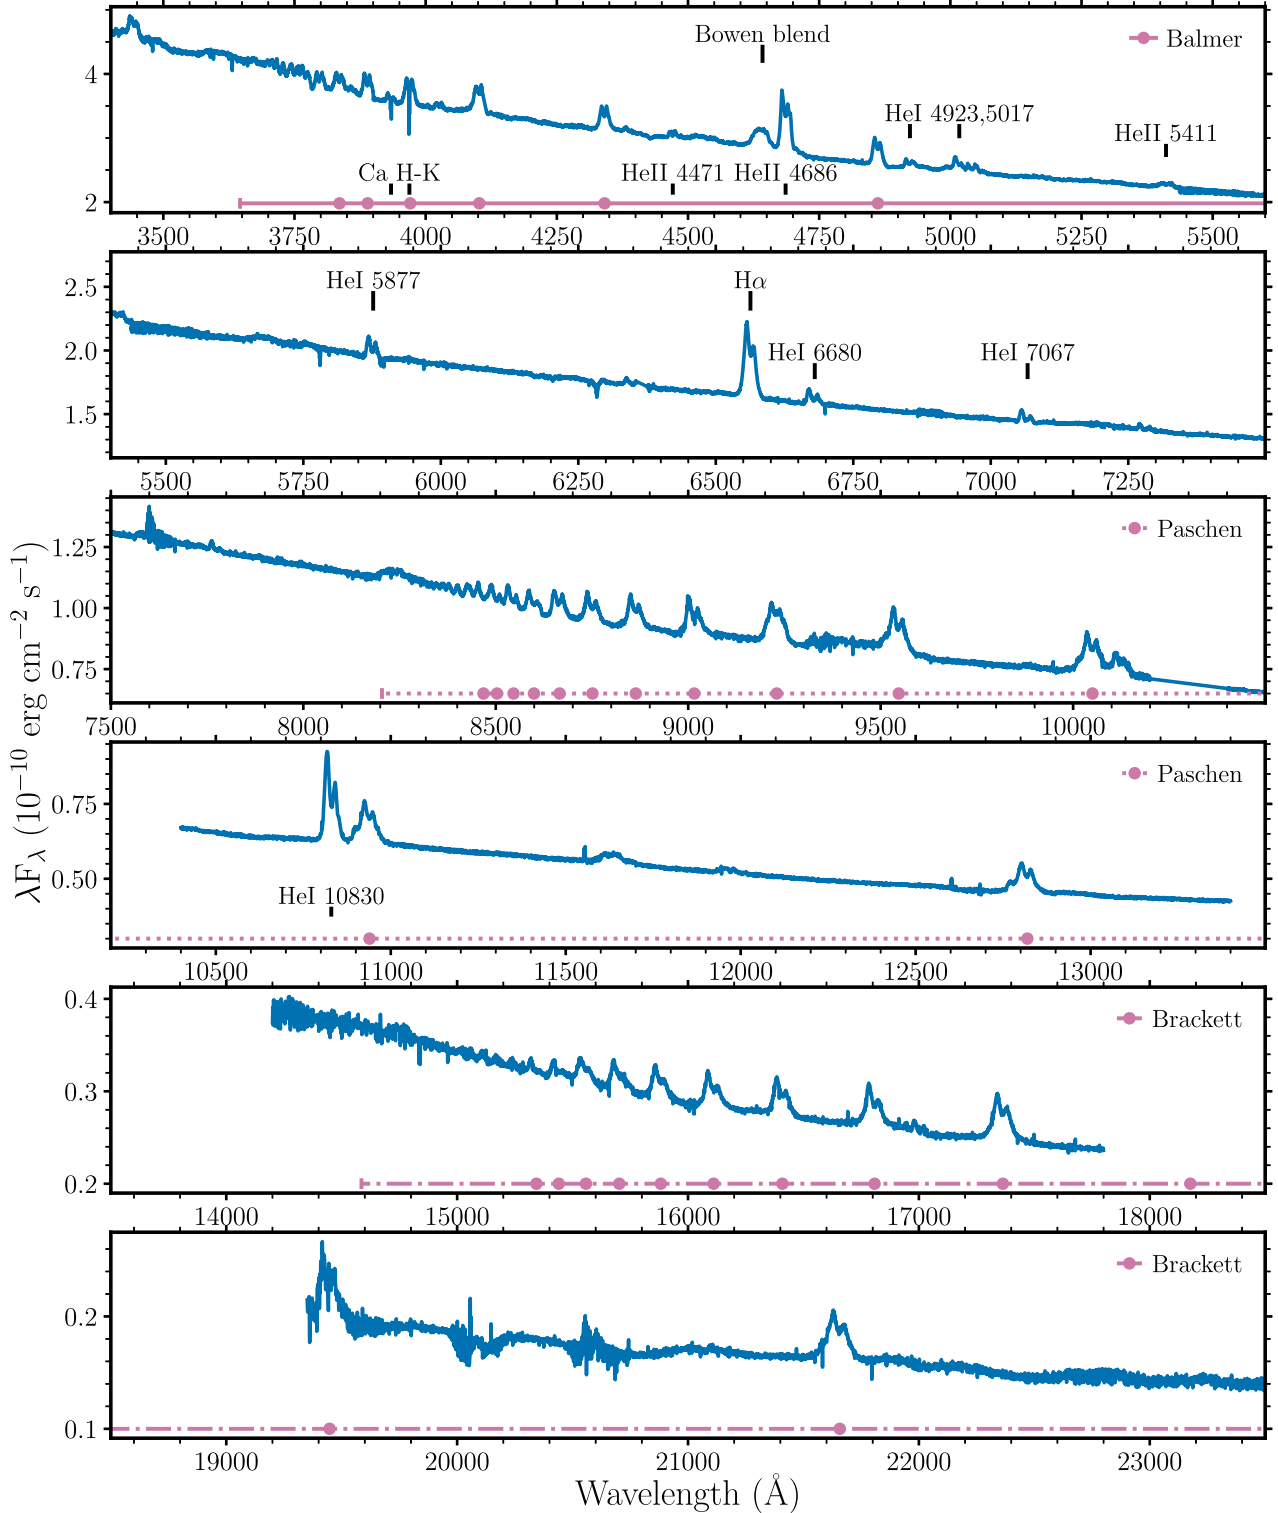 Bowen blend
Balmer
4
HeI 4923,5017
HeII 5411
Ca H-K
HeII 4471 HeII 4686
2
3500 3750 4000 4250 4500 4750 5000 5250 5500
HeI 5877
Hα
2.5
HeI 6680
HeI 7067
2.0
1.5
5500 5750 6000 6250 6500 6750 7000 7250
Paschen
1.25
1.00
0.75
7500 8000 8500 9000 9500 10000
Paschen
0.75
0.50
HeI 10830
10500 11000 11500 12000 12500 13000
λFλ (10−10 erg cm−2 s−1)
0.4
Brackett
0.3
0.2
14000 15000 16000 17000 18000
Brackett
0.2
0.1
19000 20000 21000 22000 23000
Wavelength (Å)